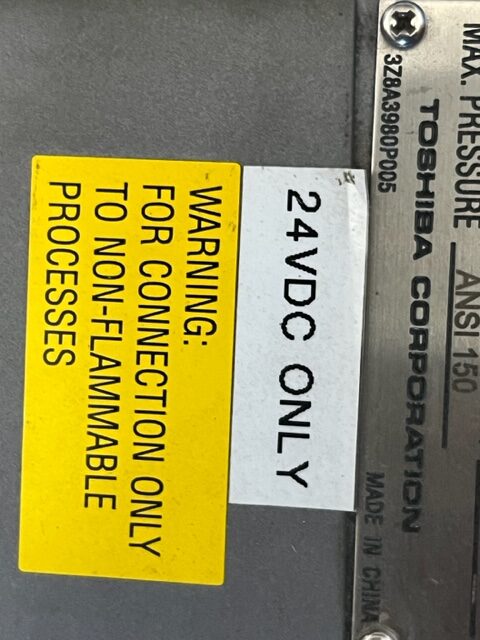 MAX. PRESSURE ANSI 150
TOSHIBA CORPORATION
3Z8A3980P005 MADE IN CHINA
24VDC ONLY
WARNING:
FOR CONNECTION ONLY
TO NON-FLAMMABLE
PROCESSES